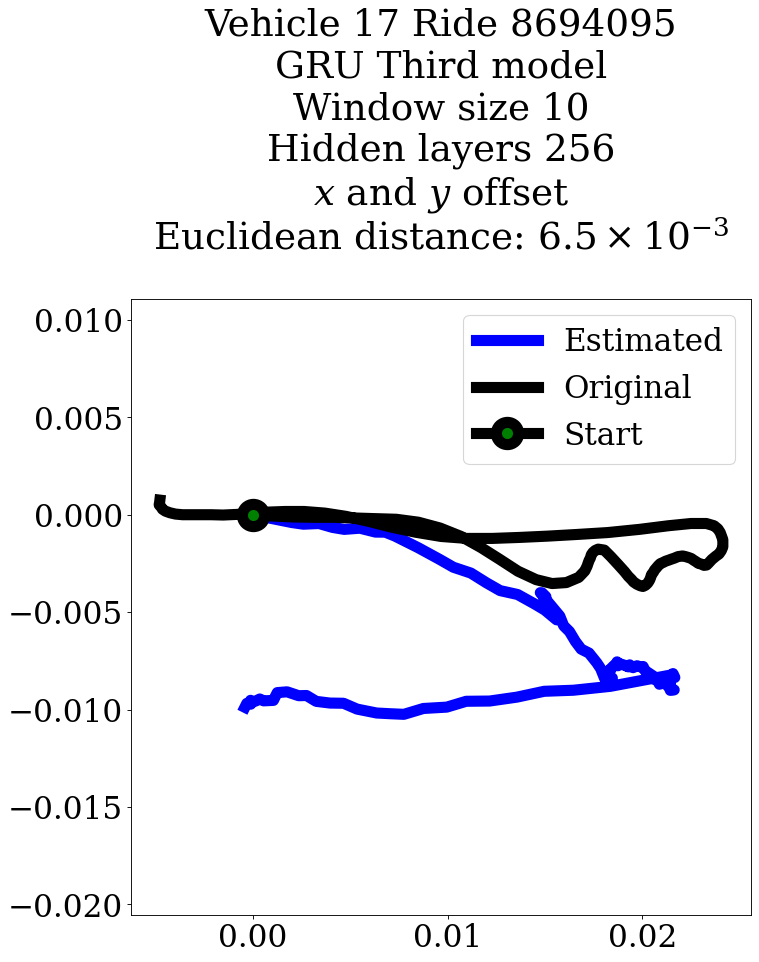 Vehicle 17 Ride 8694095
GRU Third model
Window size 10
Hidden layers 256
x and y offset
Euclidean distance: 6.5 × 10⁻³
Estimated
Original
Start
0.010
0.005
0.000
−0.005
−0.010
−0.015
−0.020
0.00 0.01 0.02